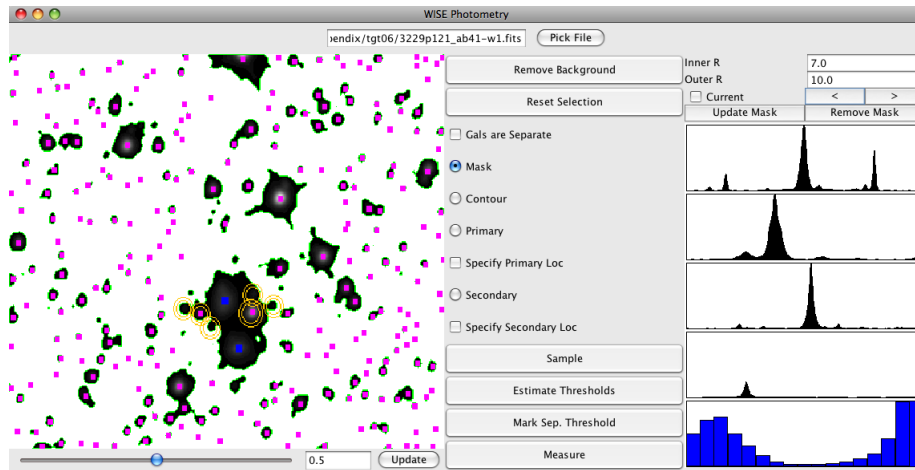 WISE Photometry
pendix/tgt06/3229p121_ab41-w1.fits Pick File
Remove Background
Reset Selection
Gals are Separate
Mask
Contour
Primary
Specify Primary Loc
Secondary
Specify Secondary Loc
Sample
Estimate Thresholds
Mark Sep. Threshold
Measure
Inner R 7.0
Outer R 10.0
Current < >
Update Mask Remove Mask
0.5 Update